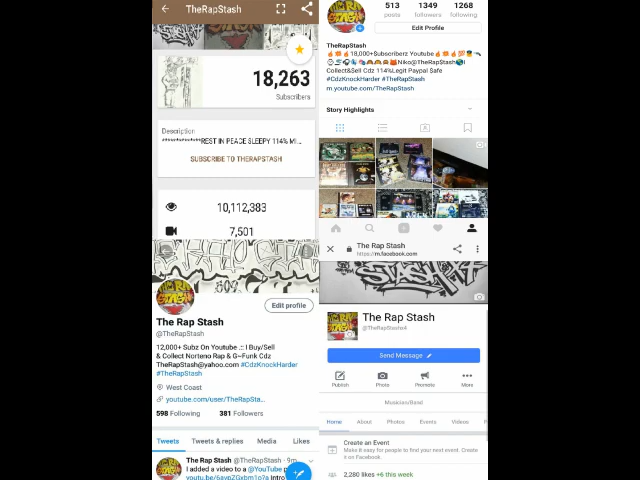 TheRapStash
18,263
Subscribers
Description
REST IN PEACE SLEEPY 114% MI...
SUBSCRIBE TO THERAPSTASH
10,112,383
7,501
Edit profile
The Rap Stash
@TheRapStash
12,000+ Subz On Youtube .:: I Buy/Sell
& Collect Norteno Rap & G~Funk Cdz
TheRapStash@yahoo.com #CdzKnockHarder
#TheRapStash
West Coast
youtube.com/user/TheRapSta...
598 Following 381 Followers
Tweets Tweets & replies Media Likes
The Rap Stash @TheRapStash · 9m
I added a video to a @YouTube
513 1349 1268
posts followers following
Edit Profile
TheRapStash
18,000+Subscriberz Youtube
Niko@TheRap$tash
Collect&Sell Cdz 114%Legit Paypal $afe
#CdzKnockHarder #TheRapStash
m.youtube.com/TheRapStash
Story Highlights
The Rap Stash
https://m.facebook.com
STASH
The Rap Stash
@TheRapStashx4
Send Message
Publish Photo Promote More
Musician/Band
Home About Photos Events Videos
Create an Event
Make it easy for people to find your next event. Create
it on Facebook.
2,280 likes +6 this week